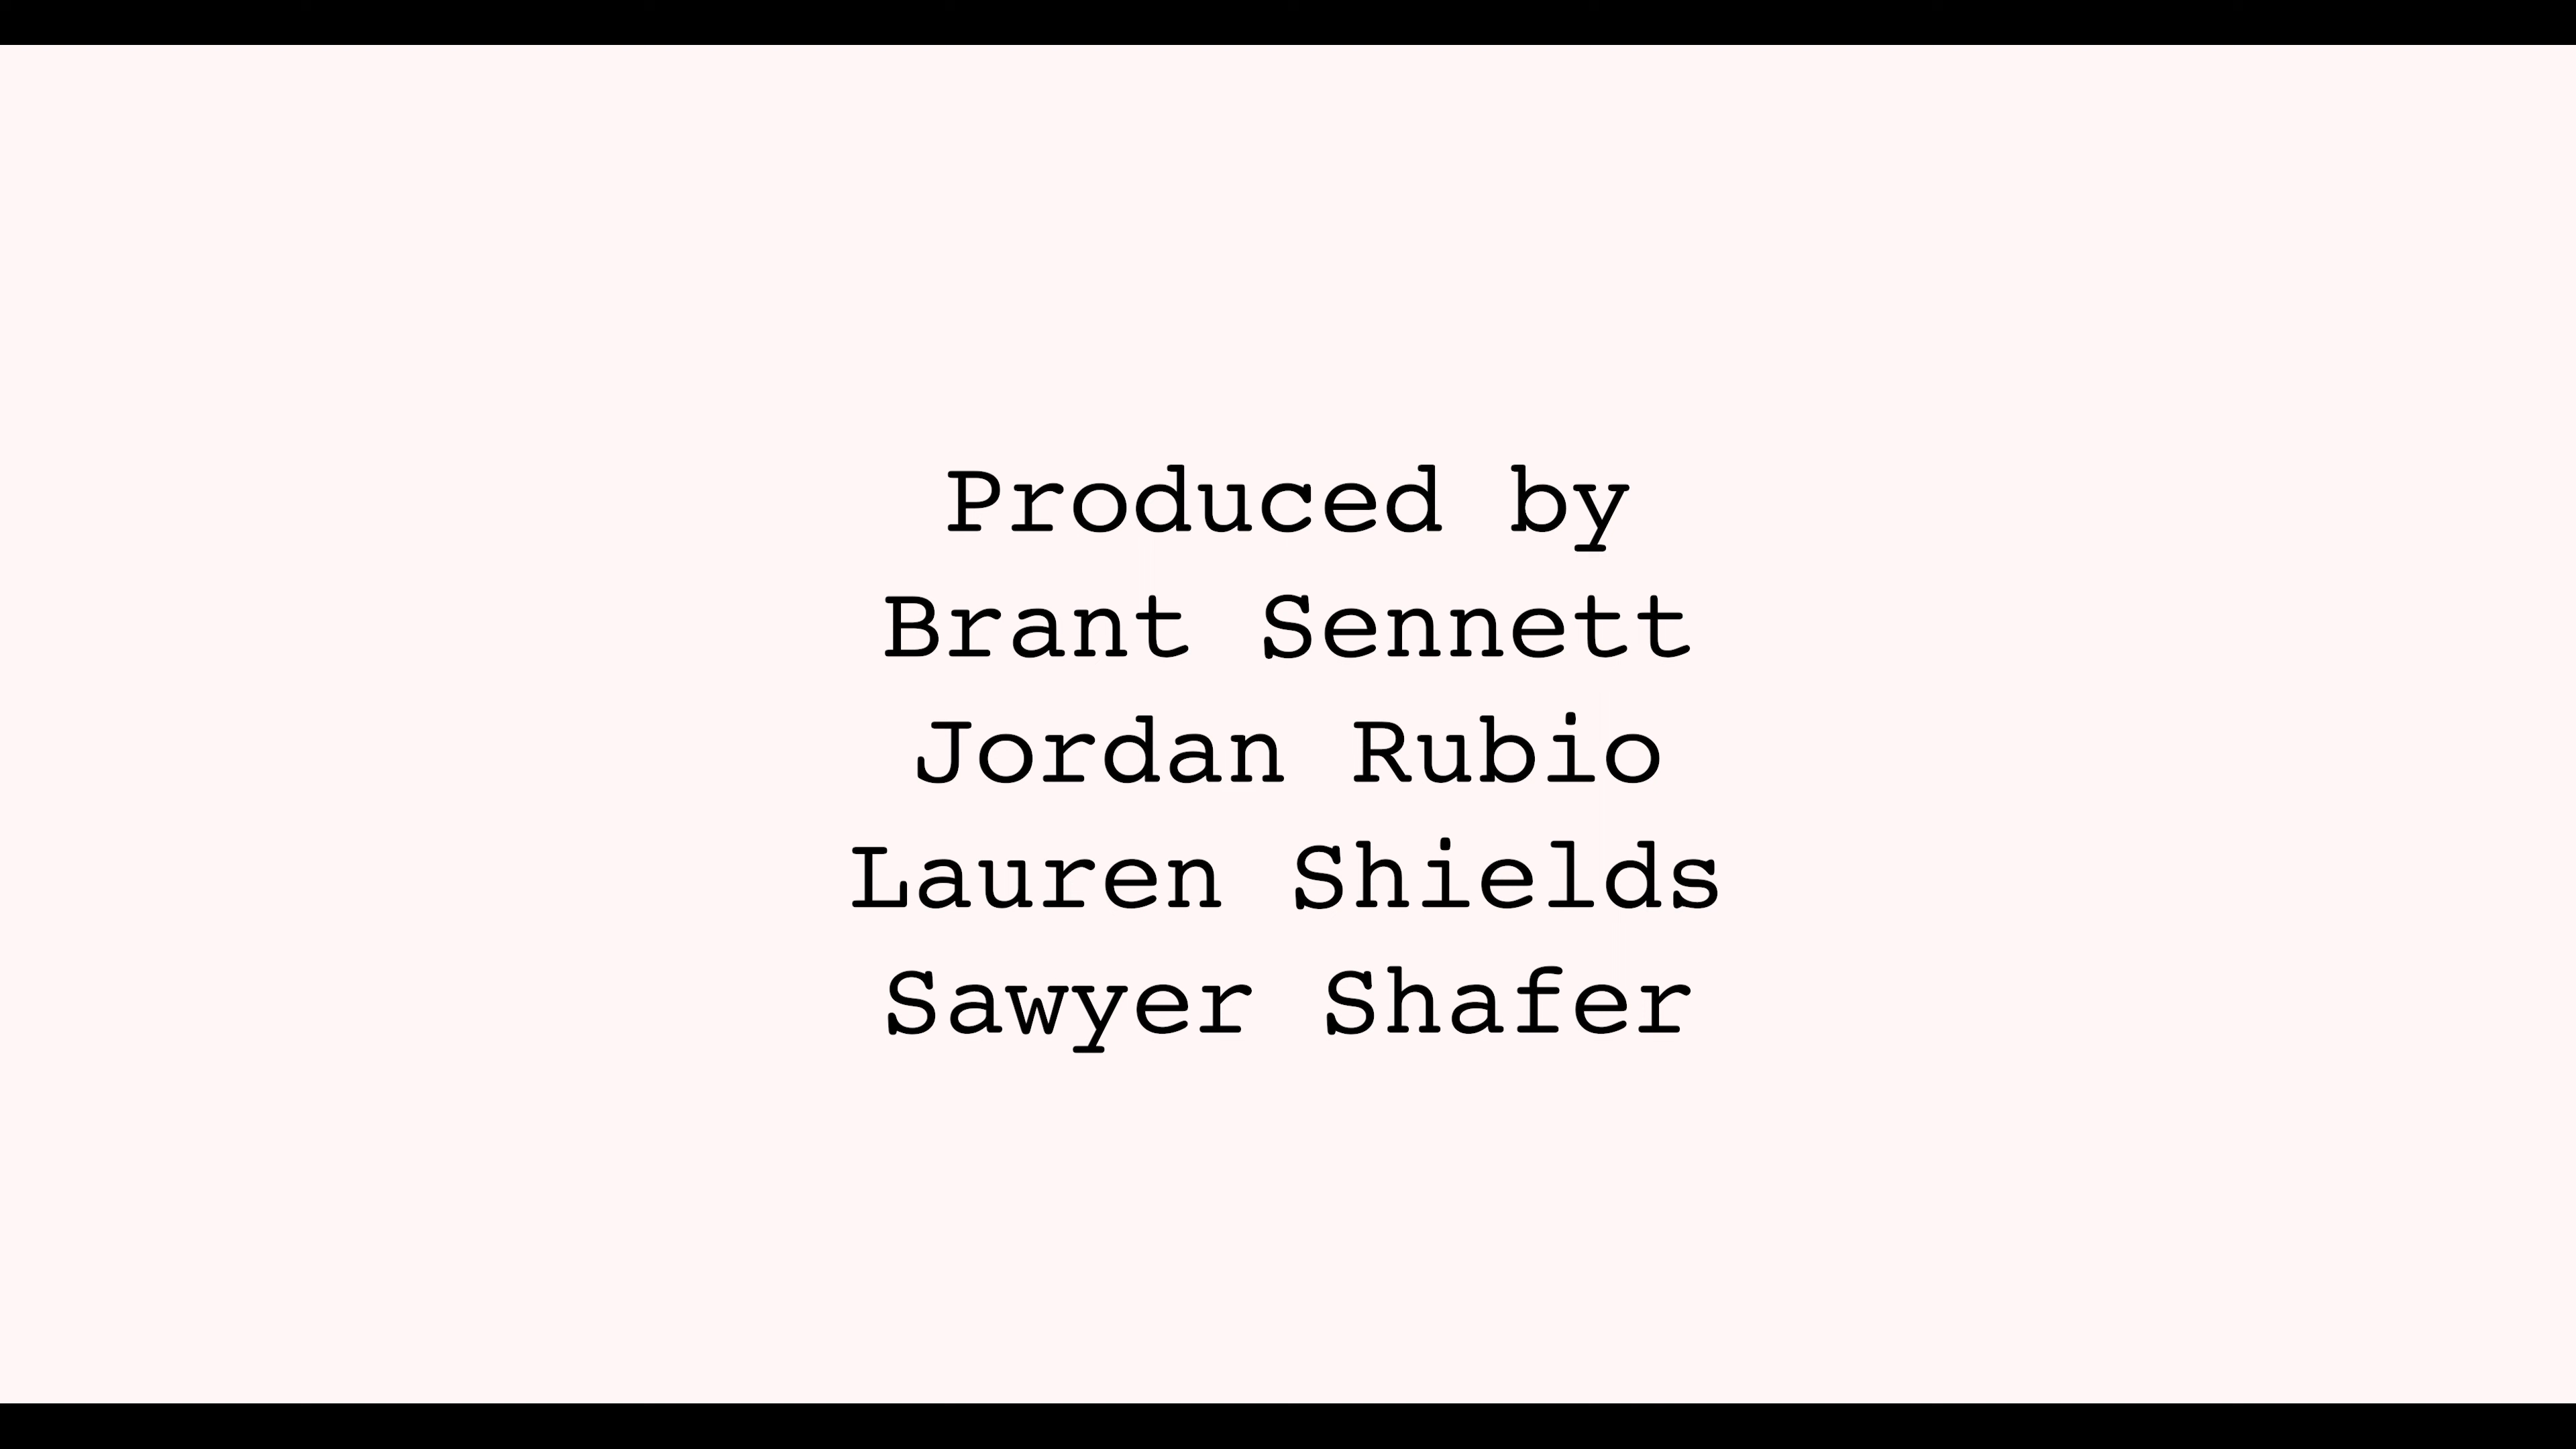 Produced by
Brant Sennett
Jordan Rubio
Lauren Shields
Sawyer Shafer